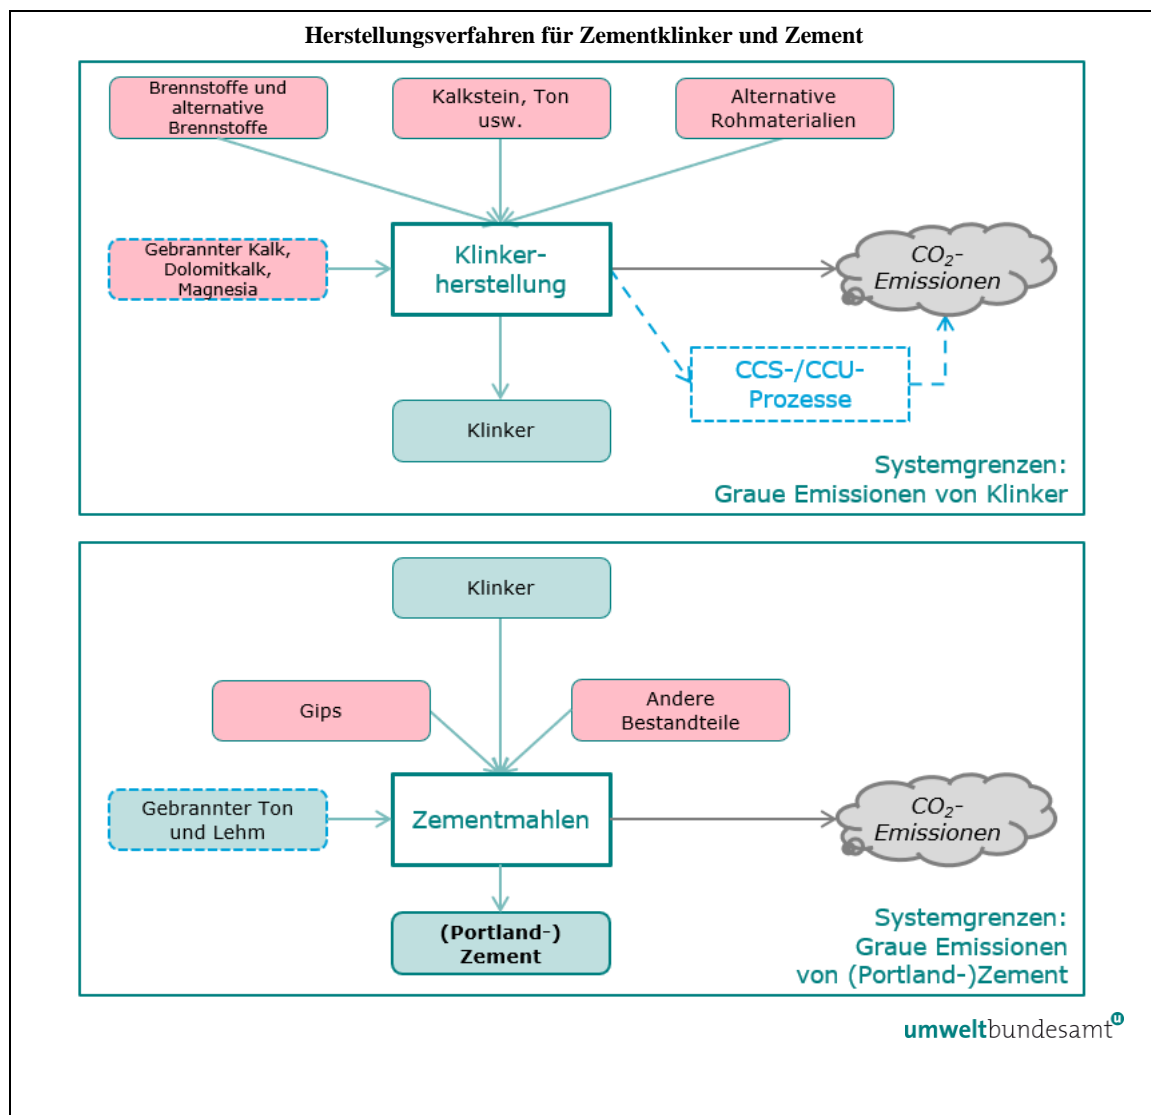 Herstellungsverfahren für Zementklinker und Zement
Brennstoffe und
alternative
Brennstoffe
Kalkstein, Ton
usw.
Alternative
Rohmaterialien
Gebrannter Kalk,
Dolomitkalk,
Magnesia
Klinker-
herstellung
CO₂-
Emissionen
CCS-/CCU-
Prozesse
Klinker
Systemgrenzen:
Graue Emissionen von Klinker
Klinker
Gips
Andere
Bestandteile
Gebrannter Ton
und Lehm
Zementmahlen
CO₂-
Emissionen
(Portland-)
Zement
Systemgrenzen:
Graue Emissionen
von (Portland-)Zement
umweltbundesamt u